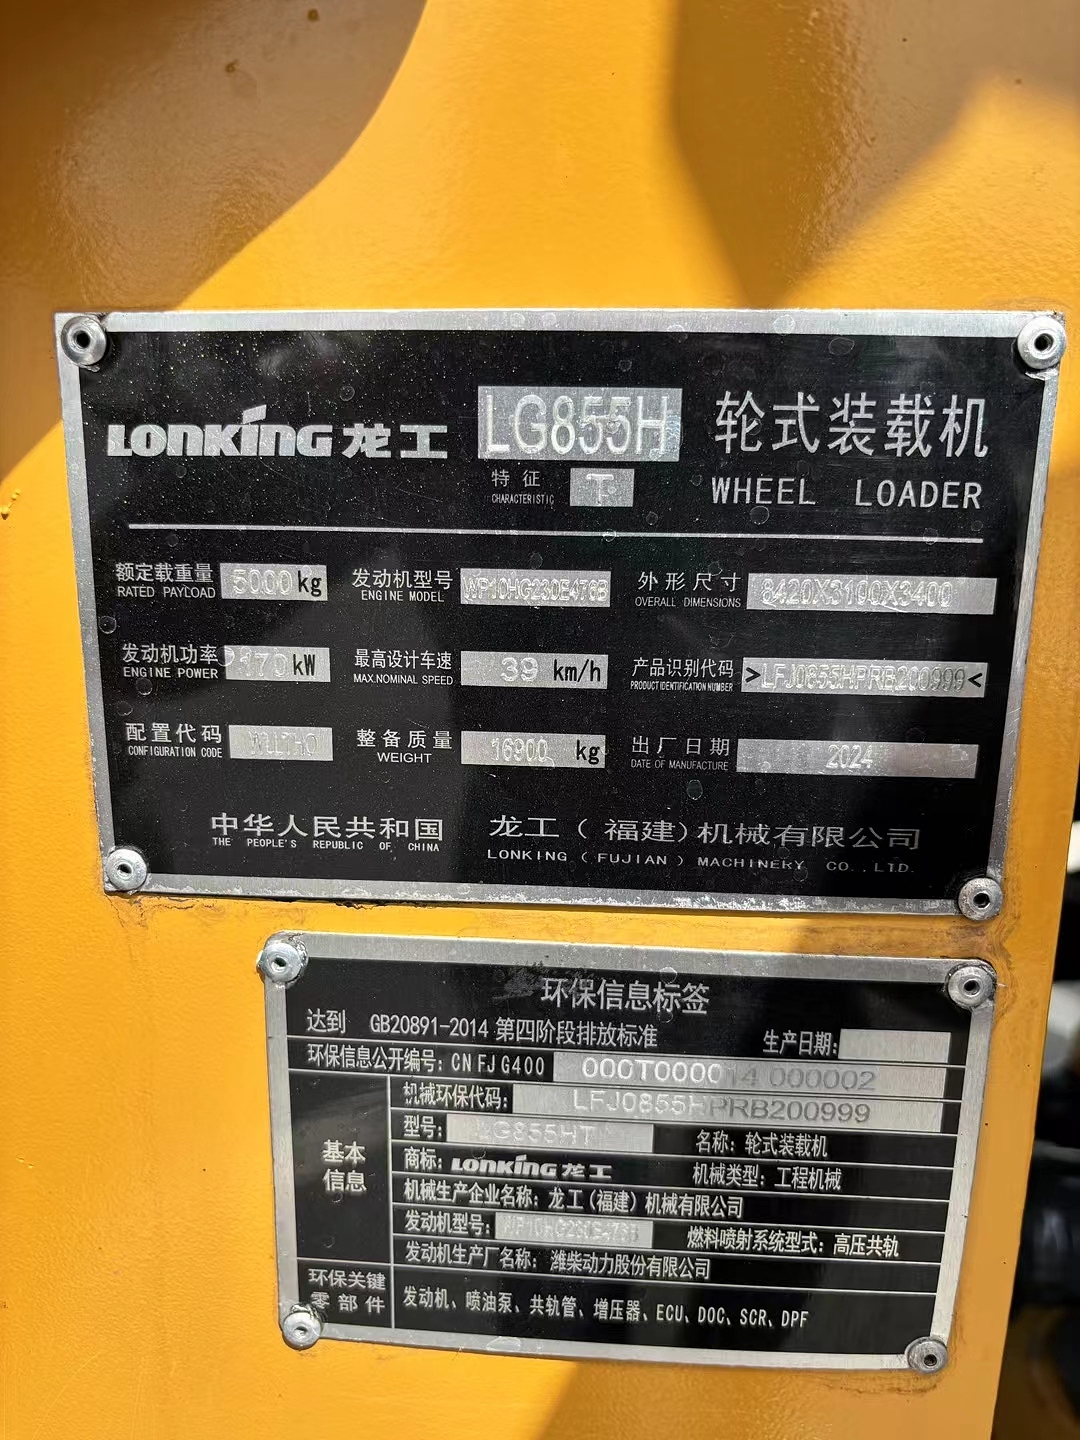 LONKING 龙工 LG855H 轮式装载机
特征 CHARACTERISTIC T WHEEL LOADER
额定载重量 RATED PAYLOAD 5000 kg 发动机型号 ENGINE MODEL WP10HG230E476B 外形尺寸 OVERALL DIMENSIONS 8420X3100X3400
发动机功率 ENGINE POWER 170 kW 最高设计车速 MAX.NOMINAL SPEED 39 km/h 产品识别代码 PRODUCT IDENTIFICATION NUMBER >LFJ0855HPRB200999<
配置代码 CONFIGURATION CODE 整备质量 WEIGHT 16900 kg 出厂日期 DATE OF MANUFACTURE 2024
中华人民共和国 龙工（福建）机械有限公司
THE PEOPLE'S REPUBLIC OF CHINA LONKING (FUJIAN) MACHINERY CO.,LTD.
环保信息标签
达到 GB20891-2014 第四阶段排放标准 生产日期:
环保信息公开编号: CN FJ G400 000T000014 000002
机械环保代码: LFJ0855HPRB200999
基本信息
型号: LG855HT 名称: 轮式装载机
商标: LONKING 龙工 机械类型: 工程机械
机械生产企业名称: 龙工（福建）机械有限公司
发动机型号: WP10HG230E476B 燃料喷射系统型式: 高压共轨
发动机生产厂名称: 潍柴动力股份有限公司
环保关键零部件 发动机、喷油泵、共轨管、增压器、ECU、DOC、SCR、DPF